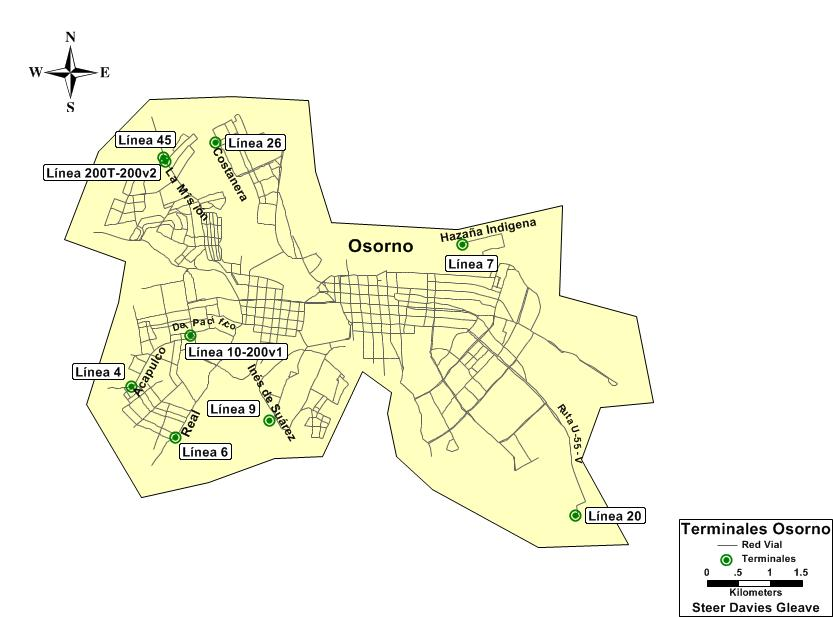 N
W E
S
Línea 45
Línea 26
Línea 200T-200v2
Costanera
La Misión
Hazaña Indigena
Osorno
Línea 7
De. Pacifico
Línea 10-200v1
Acapulco
Línea 4
Inés de Suárez
Línea 9
Real
Ruta U-55-V
Línea 6
Línea 20
Terminales Osorno
Red Vial
Terminales
0 .5 1 1.5
Kilometers
Steer Davies Gleave